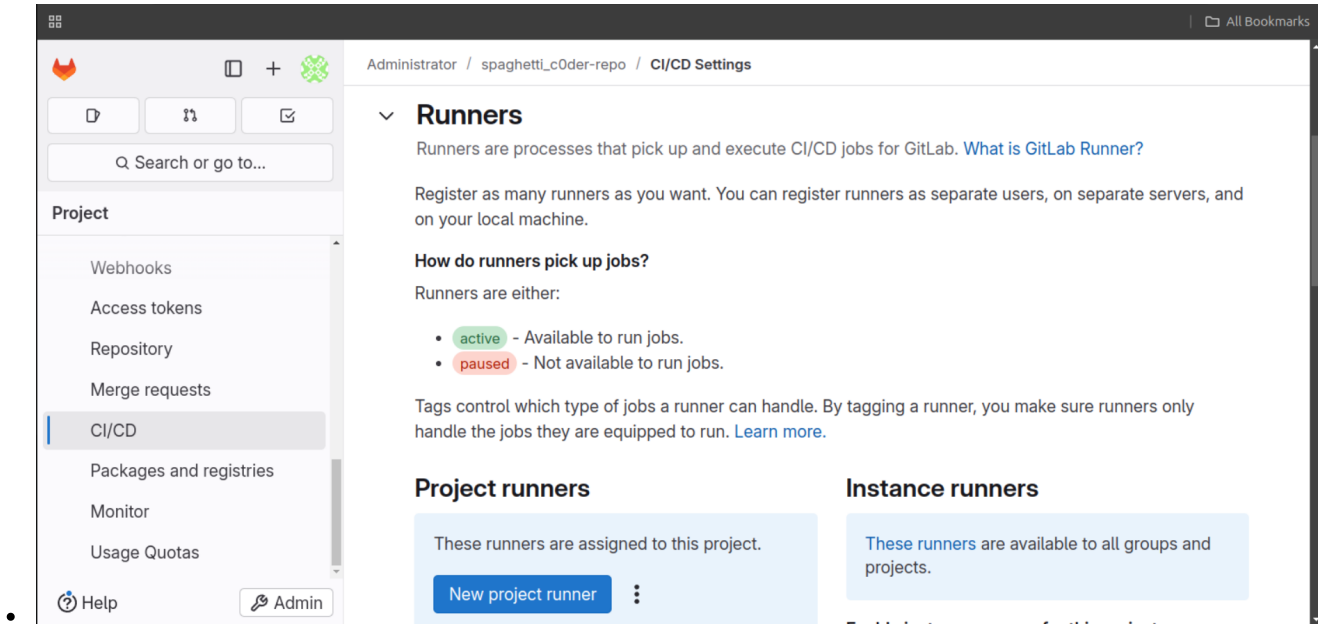 All Bookmarks
Search or go to...
Project
Webhooks
Access tokens
Repository
Merge requests
CI/CD
Packages and registries
Monitor
Usage Quotas
Help
Admin
Administrator / spaghetti_c0der-repo / CI/CD Settings
Runners
Runners are processes that pick up and execute CI/CD jobs for GitLab. What is GitLab Runner?
Register as many runners as you want. You can register runners as separate users, on separate servers, and
on your local machine.
How do runners pick up jobs?
Runners are either:
• active - Available to run jobs.
• paused - Not available to run jobs.
Tags control which type of jobs a runner can handle. By tagging a runner, you make sure runners only
handle the jobs they are equipped to run. Learn more.
Project runners
These runners are assigned to this project.
New project runner
Instance runners
These runners are available to all groups and
projects.